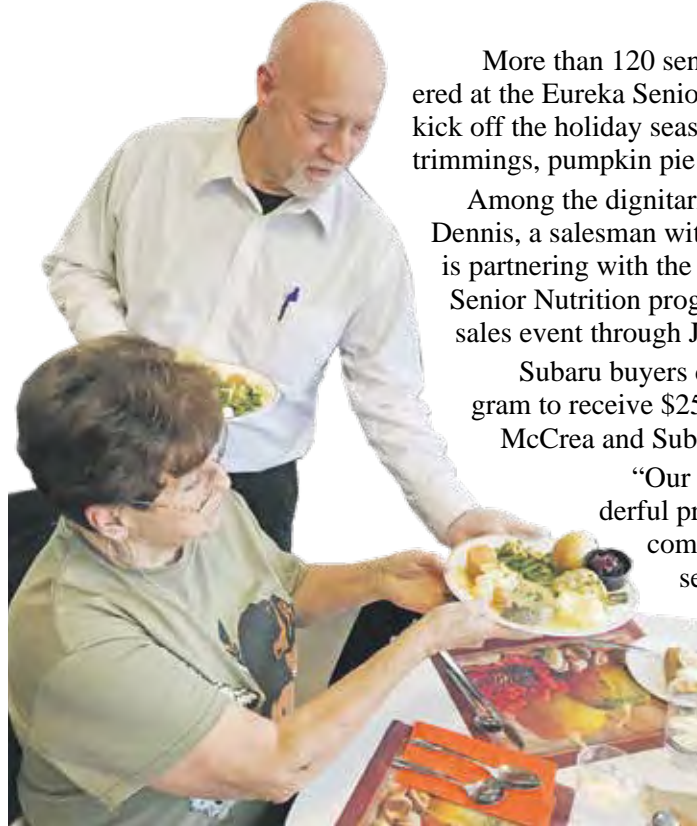 More than 120 sen
ered at the Eureka Senio
kick off the holiday seas
trimmings, pumpkin pie
Among the dignitar
Dennis, a salesman wit
is partnering with the
Senior Nutrition prog
sales event through J
Subaru buyers c
gram to receive $25
McCrea and Sub
“Our
derful pr
com
se